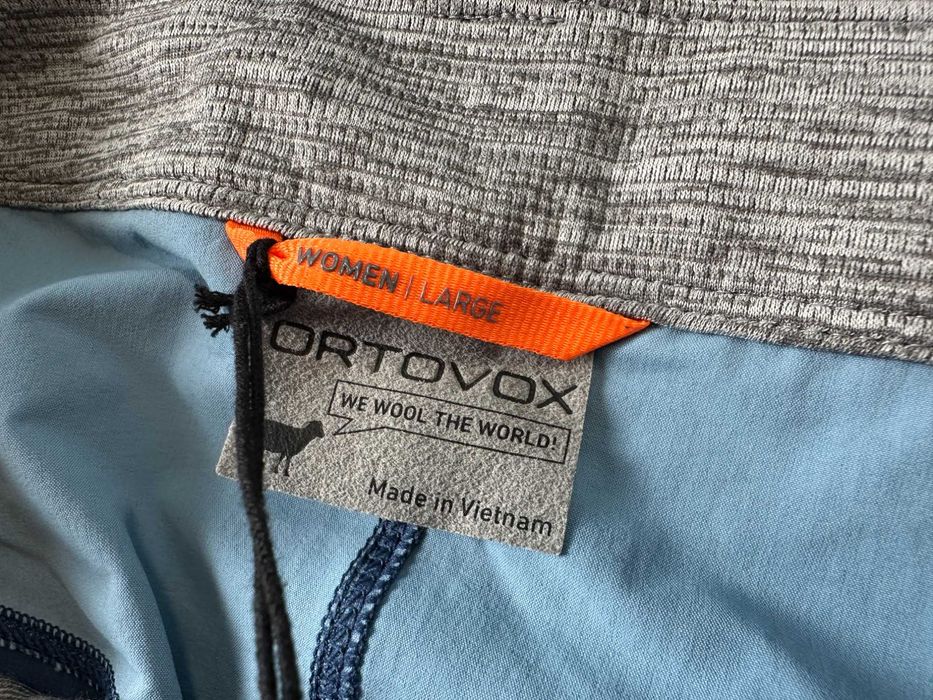 WOMEN | LARGE
ORTOVOX
WE WOOL THE WORLD!
Made in Vietnam